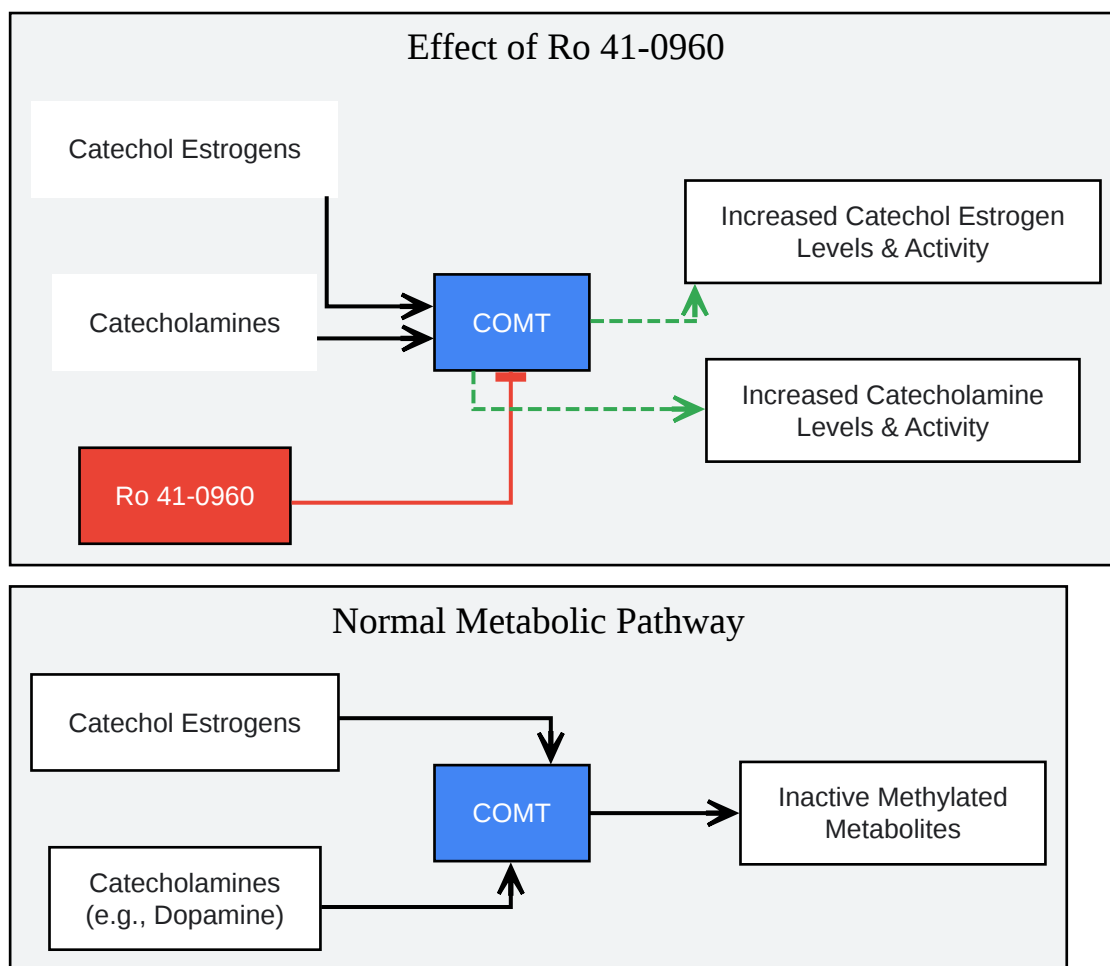 Effect of Ro 41-0960
Catechol Estrogens
Increased Catechol Estrogen
Levels & Activity
Catecholamines
COMT
Increased Catecholamine
Levels & Activity
Ro 41-0960
Normal Metabolic Pathway
Catechol Estrogens
COMT
Inactive Methylated
Metabolites
Catecholamines
(e.g., Dopamine)